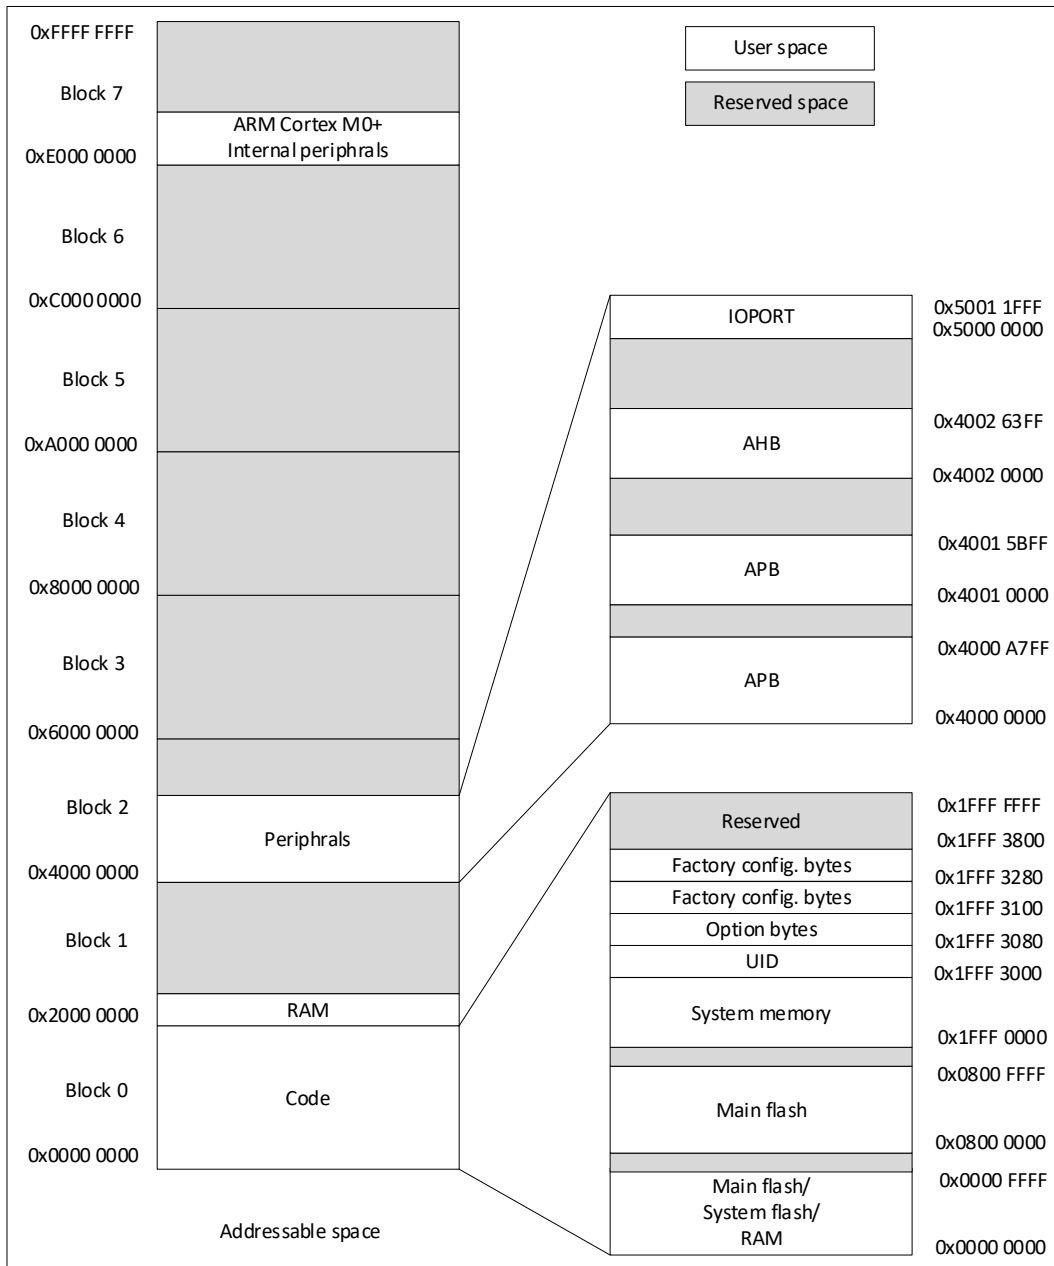 0xFFFF FFFF
Block 7
ARM Cortex M0+
Internal periphrals
0xE000 0000
Block 6
0xC000 0000
Block 5
0xA000 0000
Block 4
0x8000 0000
Block 3
0x6000 0000
Block 2
Periphrals
0x4000 0000
Block 1
RAM
0x2000 0000
Block 0
Code
0x0000 0000
Addressable space
User space
Reserved space
IOPORT
0x5001 1FFF
0x5000 0000
AHB
0x4002 63FF
0x4002 0000
APB
0x4001 5BFF
0x4001 0000
APB
0x4000 A7FF
0x4000 0000
Reserved
0x1FFF FFFF
0x1FFF 3800
Factory config. bytes
0x1FFF 3280
Factory config. bytes
0x1FFF 3100
Option bytes
0x1FFF 3080
UID
0x1FFF 3000
System memory
0x1FFF 0000
0x0800 FFFF
Main flash
0x0800 0000
0x0000 FFFF
Main flash/
System flash/
RAM
0x0000 0000